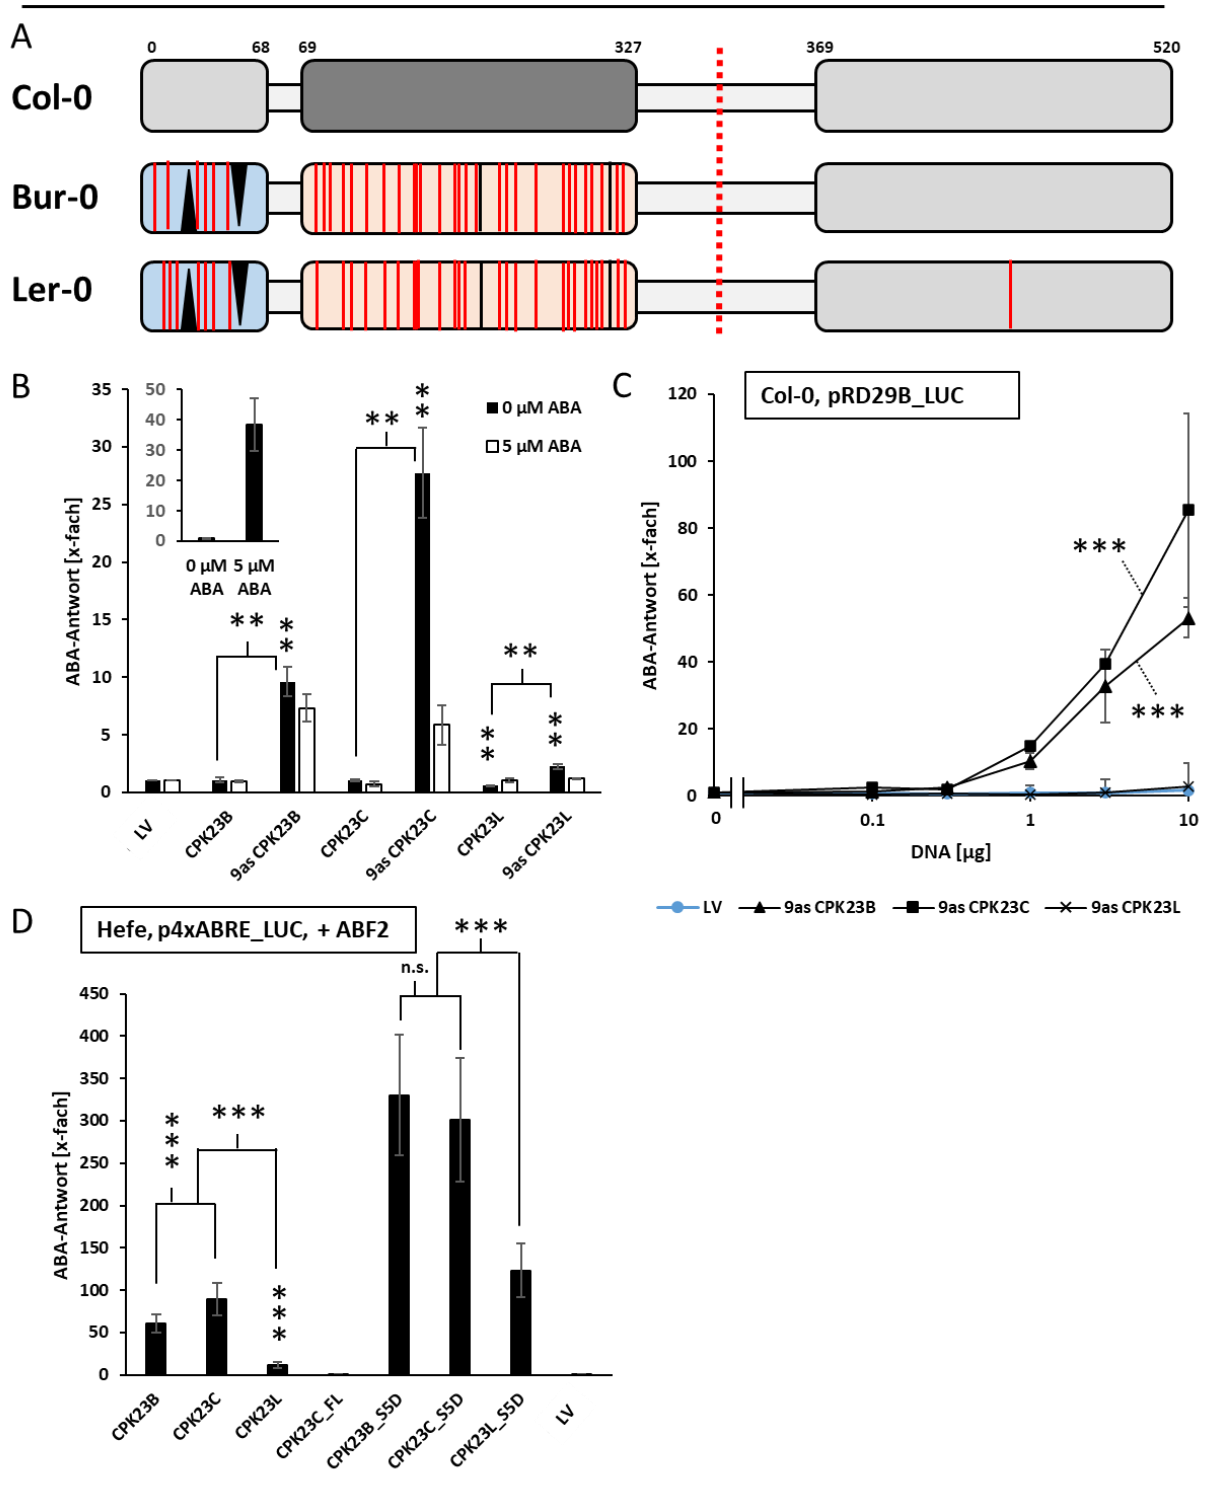 A
0 68 69 327 369 520
Col-0
Bur-0
Ler-0
B
35
30
25
20
15
10
5
0
ABA-Antwort [x-fach]
50
40
30
20
10
0
0 µM ABA
5 µM ABA
0 µM ABA
5 µM ABA
**
**
**
**
**
**
**
LV
CPK23B
9as CPK23B
CPK23C
9as CPK23C
CPK23L
9as CPK23L
C
Col-0, pRD29B_LUC
120
100
80
60
40
20
0
ABA-Antwort [x-fach]
***
***
0 0.1 1 10
DNA [µg]
LV 9as CPK23B 9as CPK23C 9as CPK23L
D
Hefe, p4xABRE_LUC, + ABF2
450
400
350
300
250
200
150
100
50
0
ABA-Antwort [x-fach]
***
***
***
n.s.
***
CPK23B
CPK23C
CPK23L
CPK23C_FL
CPK23B_S5D
CPK23C_S5D
CPK23L_S5D
LV